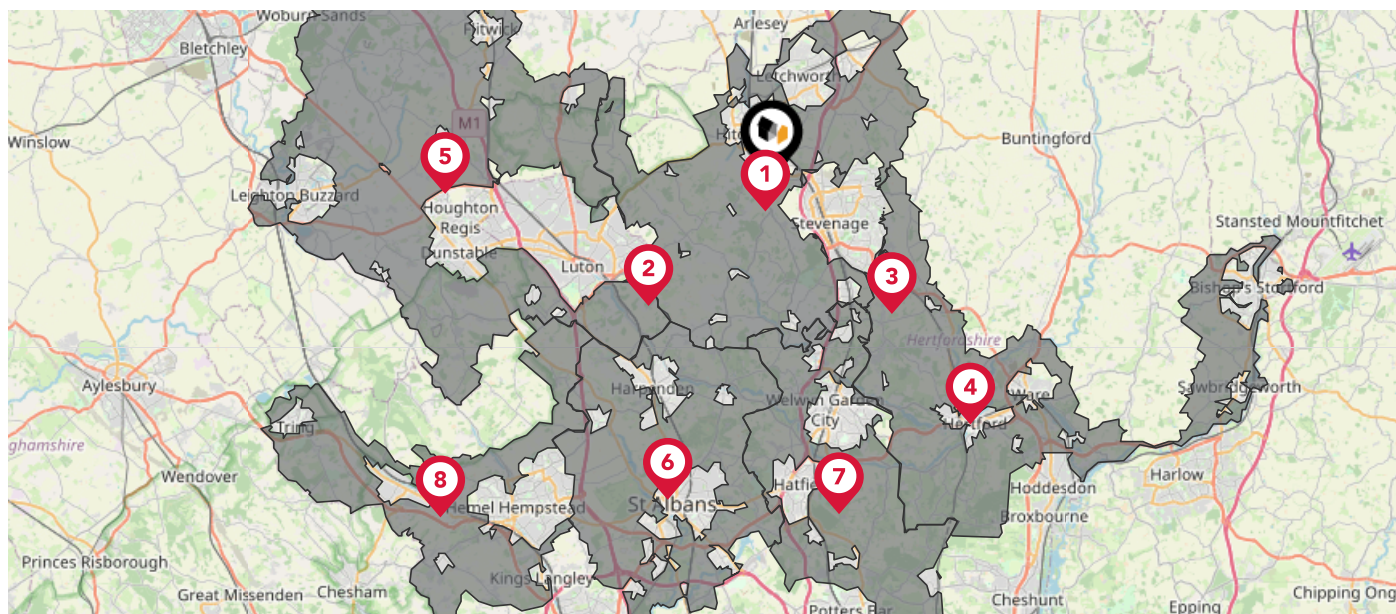 Woburn Sands
Flitwick
Arlesey
Bletchley
Letchworth
M1
Winslow
Buntingford
5
1
Leighton Buzzard
Houghton
Regis
Stevenage
Stansted Mountfitchet
Dunstable
Luton
2
3
Bishop's Stortford
Hertfordshire
Aylesbury
Harpenden
4
Ware
Sawbridgeworth
Welwyn Garden
City
Hertford
Tring
ghamshire
Wendover
8
6
7
Harlow
Hoddesdon
Hemel Hempstead
St Albans
Broxbourne
Princes Risborough
Kings Langley
Chesham
Great Missenden
Cheshunt
Epping
Chipping Ong
Potters Bar